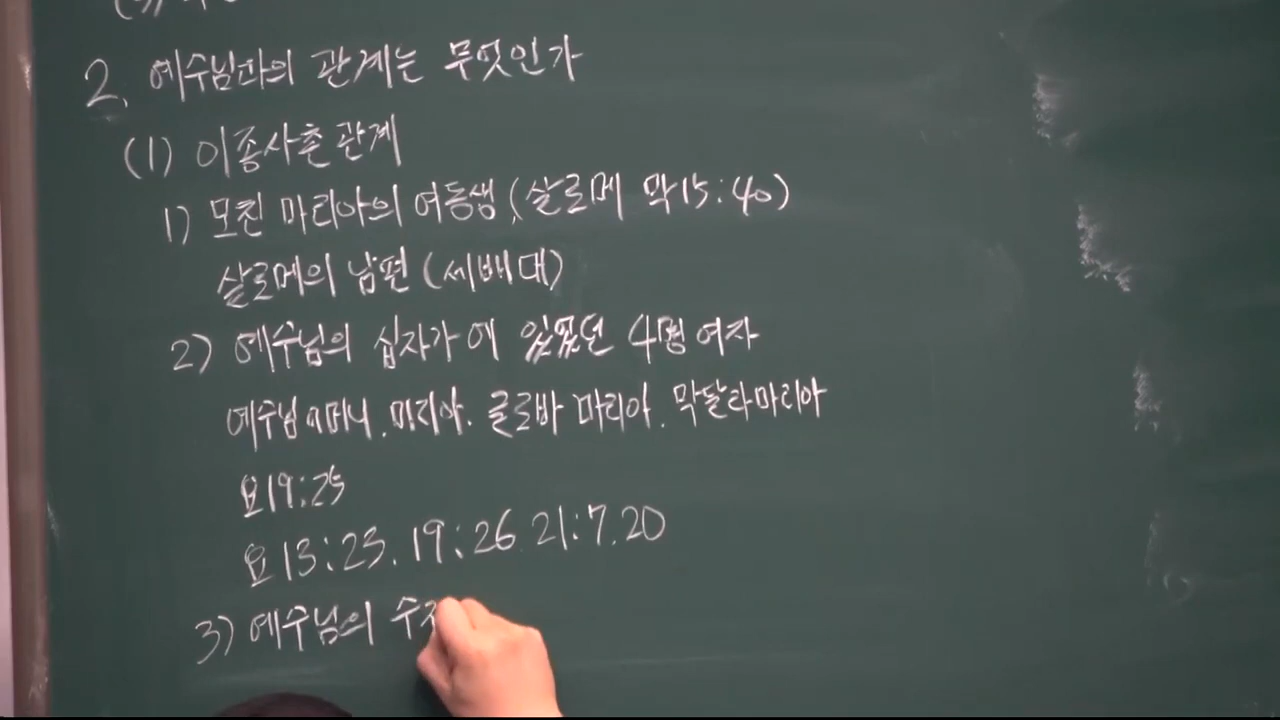 2. 예수님과의 관계는 무엇인가
(1) 이종사촌관계
1) 모친 마리아의 여동생 (살로메 막15:40)
살로메의 남편 (세배대)
2) 예수님의 십자가에 있었던 4명 여자
예수님 어머니. 마리아. 글로바 마리아. 막달라마리아
요19:25
요13:23. 19:26. 21:7. 20
3) 예수님의 수